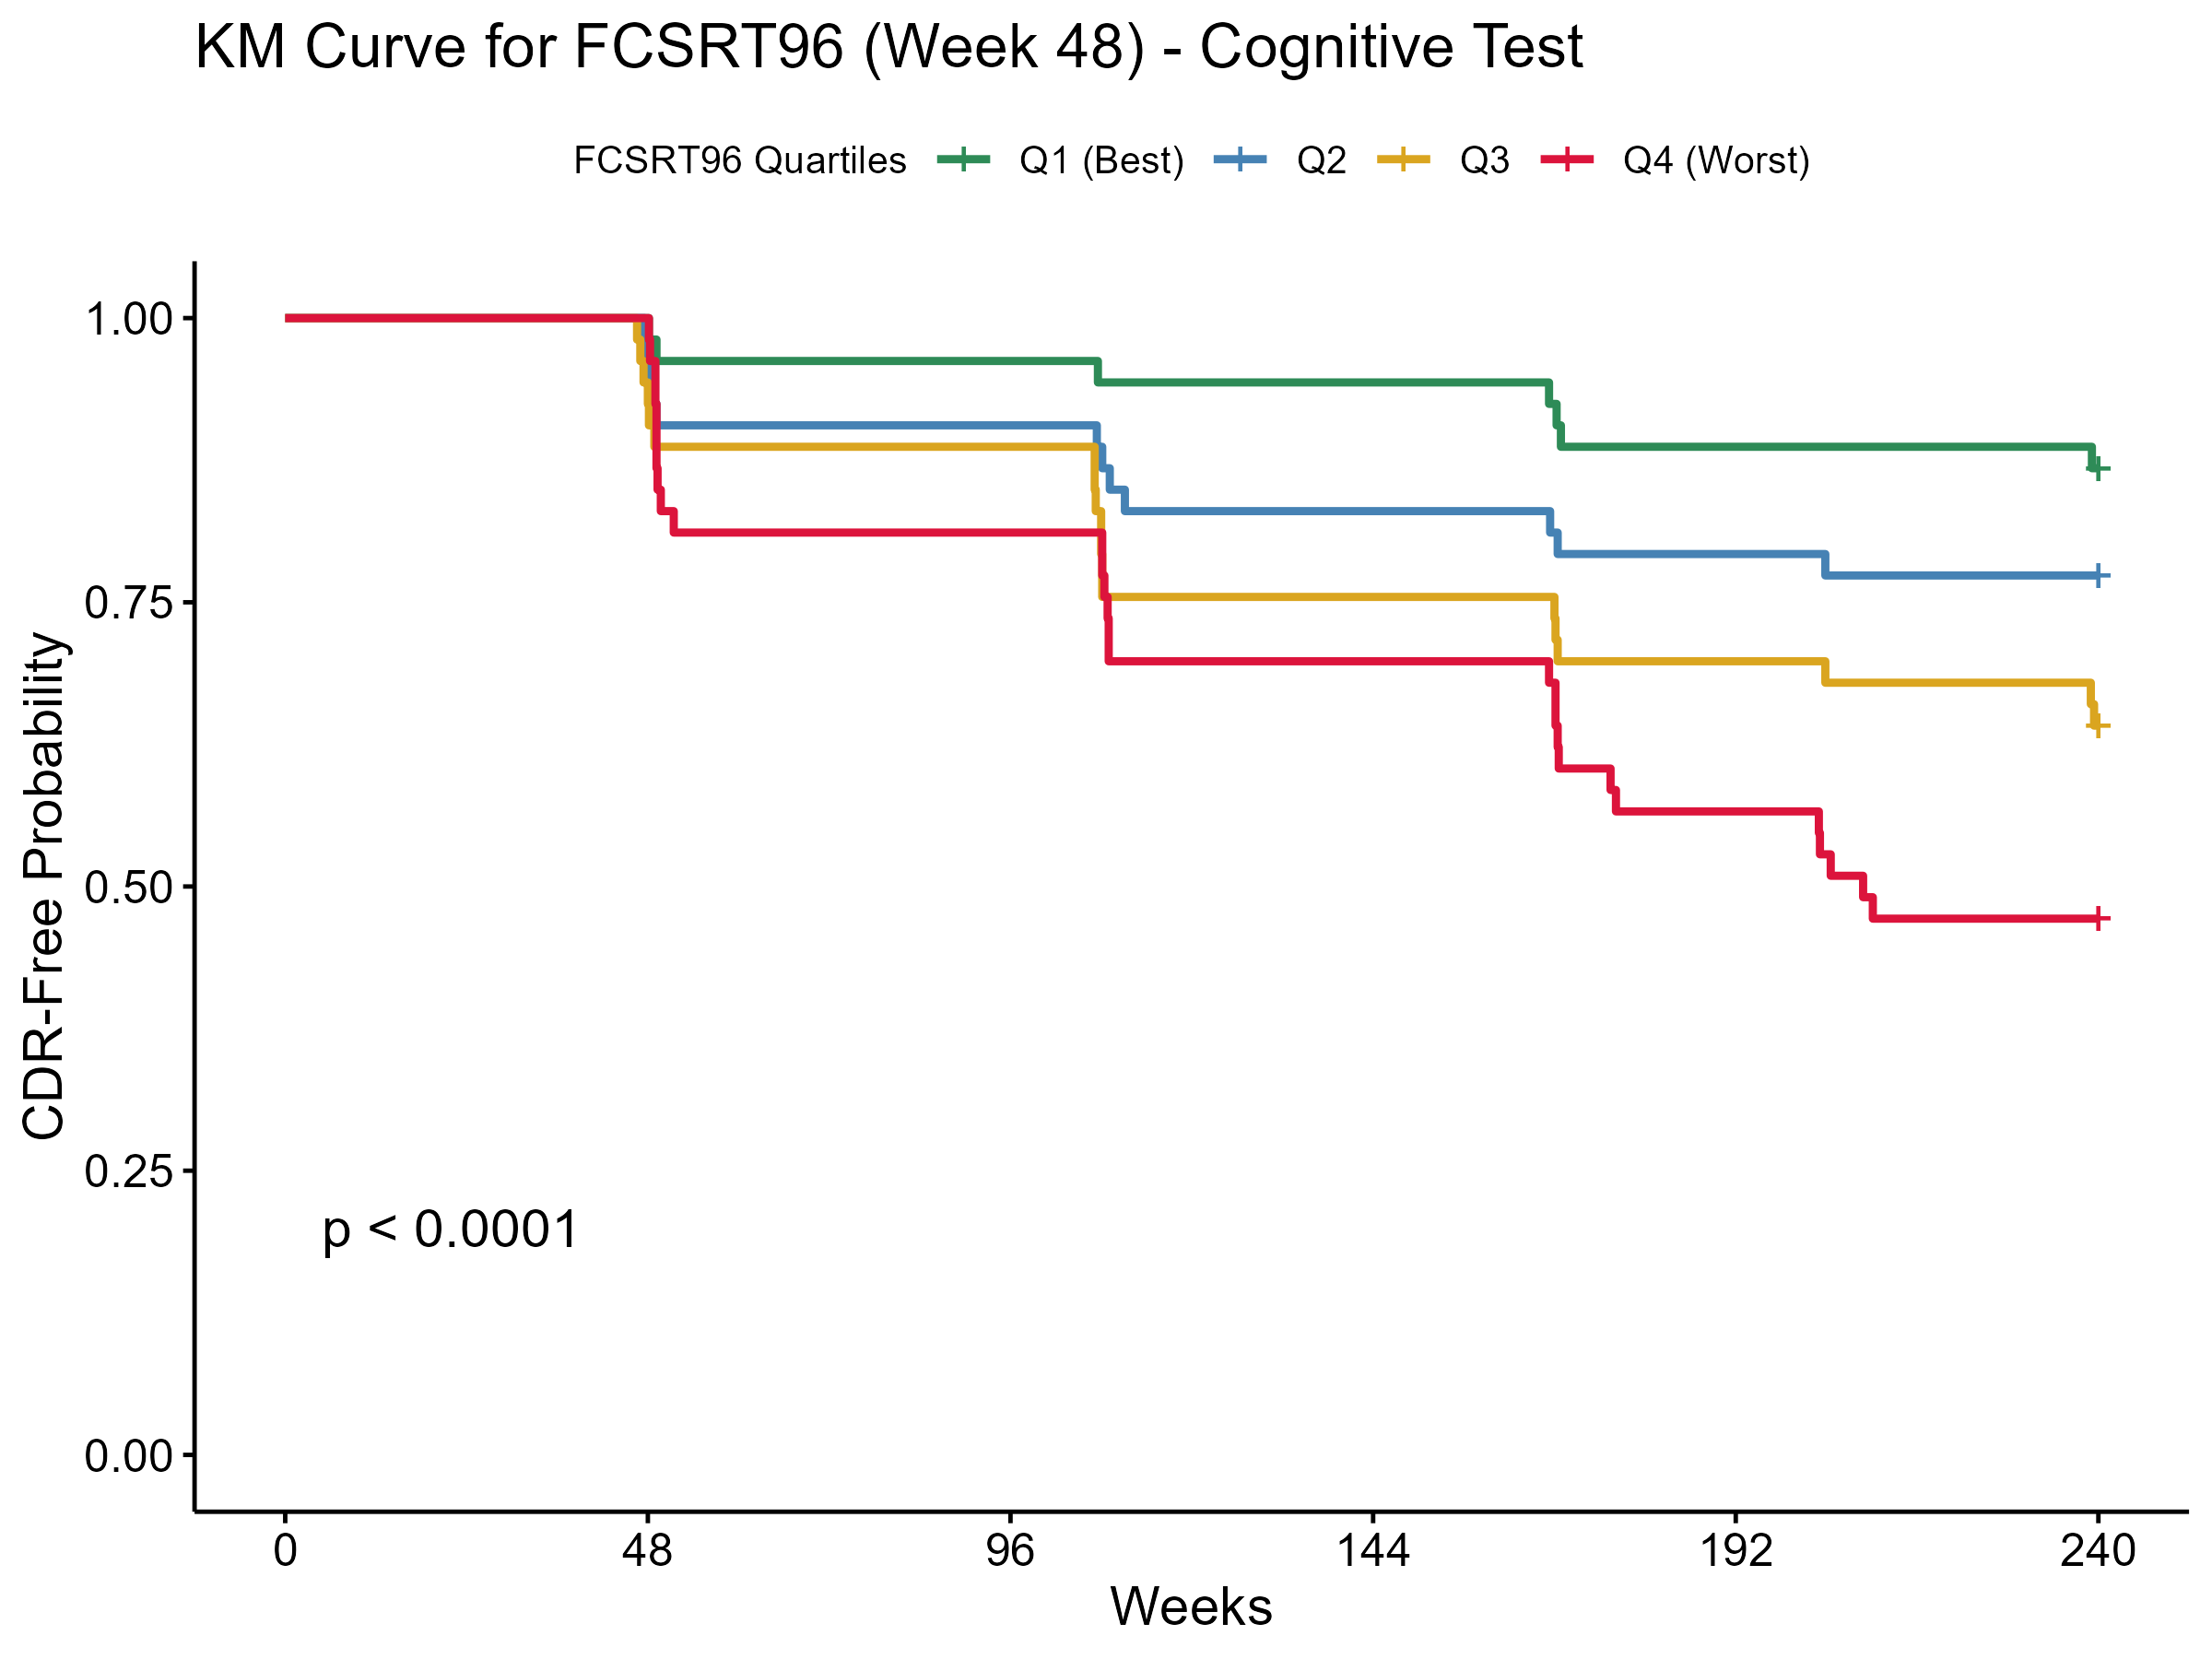 KM Curve for FCSRT96 (Week 48) - Cognitive Test
FCSRT96 Quartiles Q1 (Best) Q2 Q3 Q4 (Worst)
CDR-Free Probability
1.00
0.75
0.50
0.25
0.00
p < 0.0001
0 48 96 144 192 240
Weeks